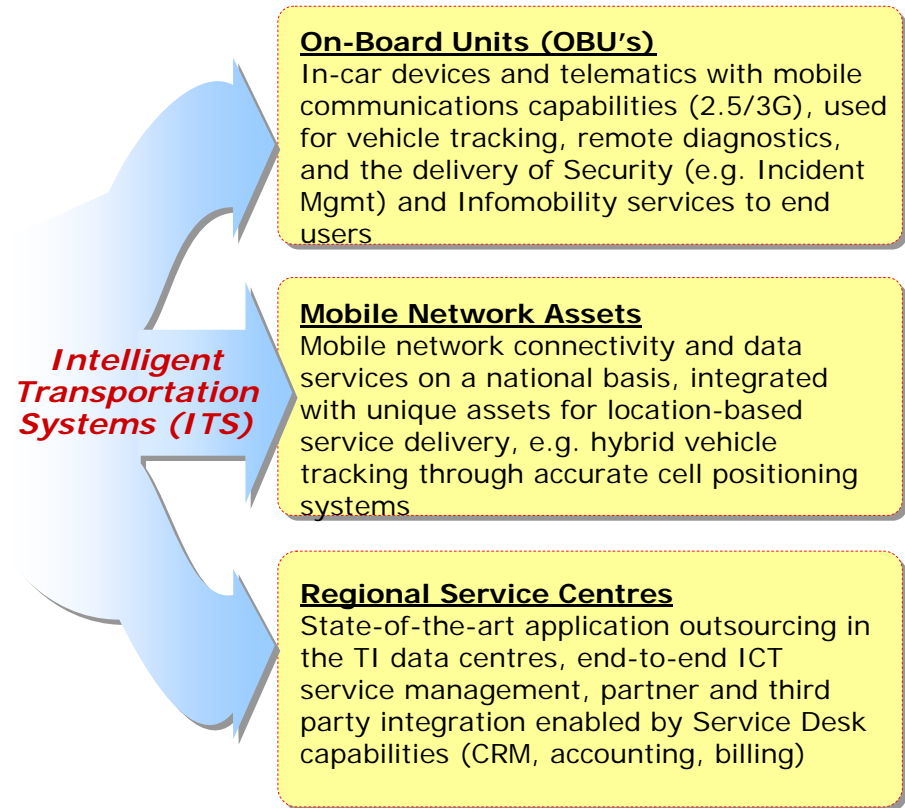 On-Board Units (OBU's)
In-car devices and telematics with mobile
communications capabilities (2.5/3G), used
for vehicle tracking, remote diagnostics,
and the delivery of Security (e.g. Incident
Mgmt) and Infomobility services to end
users
Intelligent
Transportation
Systems (ITS)
Mobile Network Assets
Mobile network connectivity and data
services on a national basis, integrated
with unique assets for location-based
service delivery, e.g. hybrid vehicle
tracking through accurate cell positioning
systems
Regional Service Centres
State-of-the-art application outsourcing in
the TI data centres, end-to-end ICT
service management, partner and third
party integration enabled by Service Desk
capabilities (CRM, accounting, billing)